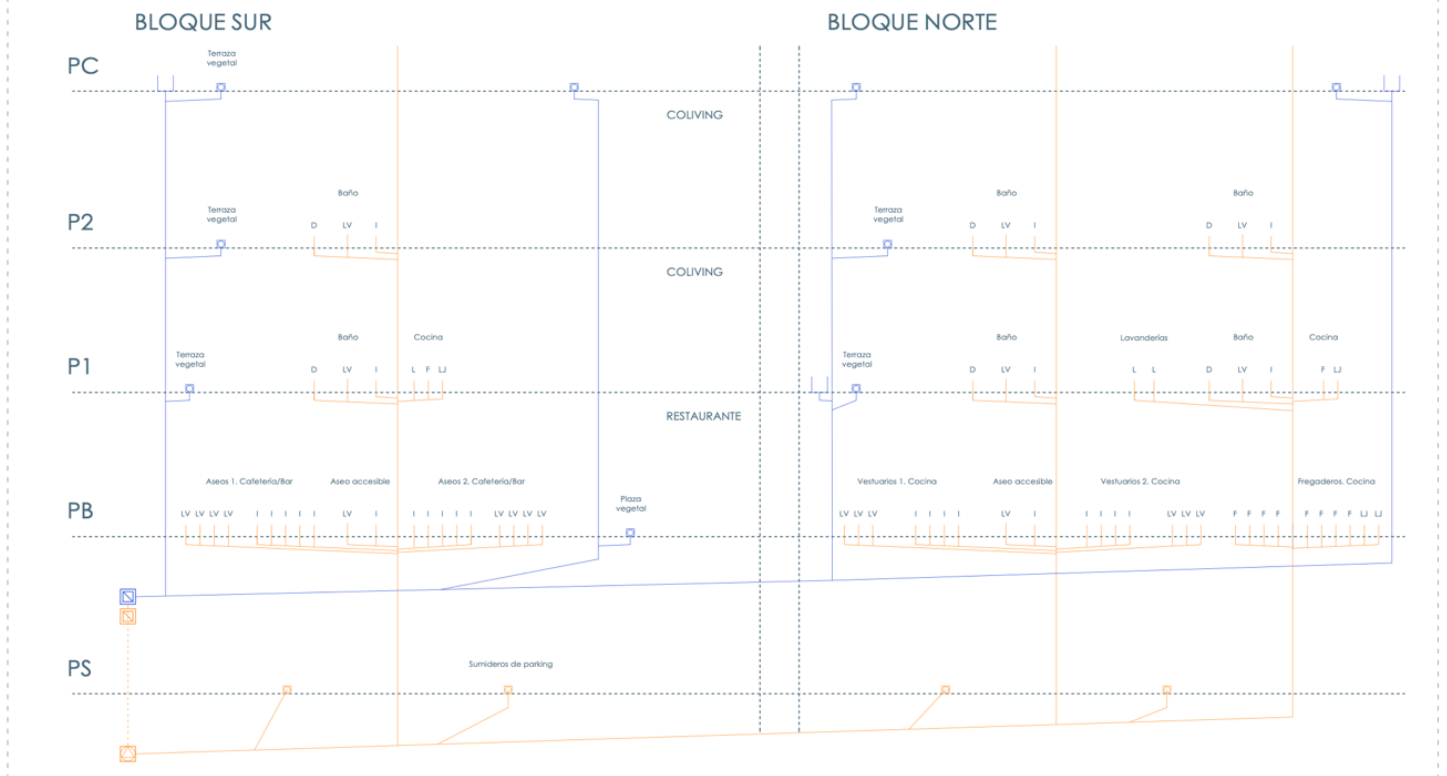 BLOQUE SUR
BLOQUE NORTE
PC
Terraza
vegetal
COLIVING
P2
Terraza
vegetal
Baño
D LV I
Terraza
vegetal
Baño
D LV I
Baño
D LV I
COLIVING
P1
Terraza
vegetal
Baño
D LV I
Cocina
L F LJ
Terraza
vegetal
Baño
D LV I
Lavanderías
L L
Baño
D LV I
Cocina
F LJ
RESTAURANTE
PB
Aseos 1. Cafetería/Bar
LV LV LV LV I I I I I
Aseo accesible
LV I
Aseos 2. Cafetería/Bar
I I I I I LV LV LV LV
Plaza
vegetal
Vestuarios 1. Cocina
LV LV LV I I I I
Aseo accesible
LV I
Vestuarios 2. Cocina
I I I I LV LV LV
Fregaderos. Cocina
F F F F F F F F LJ LJ
PS
Sumideros de parking